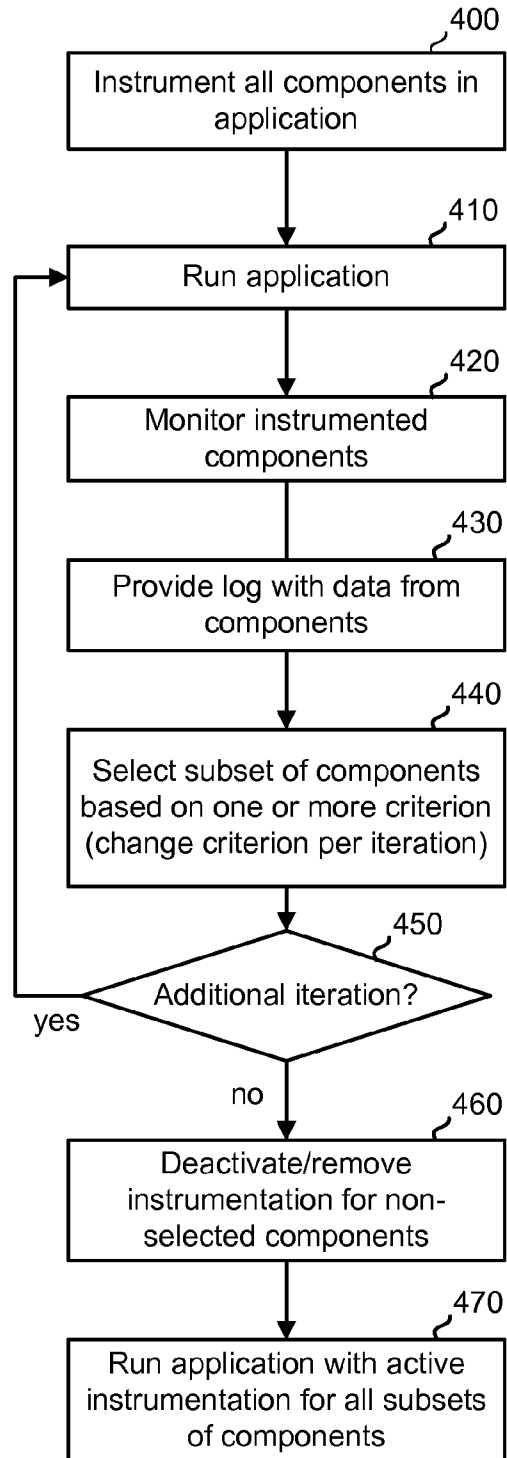 400
Instrument all components in
application
410
Run application
420
Monitor instrumented
components
430
Provide log with data from
components
440
Select subset of components
based on one or more criterion
(change criterion per iteration)
450
Additional iteration?
yes
no
460
Deactivate/remove
instrumentation for non-
selected components
470
Run application with active
instrumentation for all subsets
of components